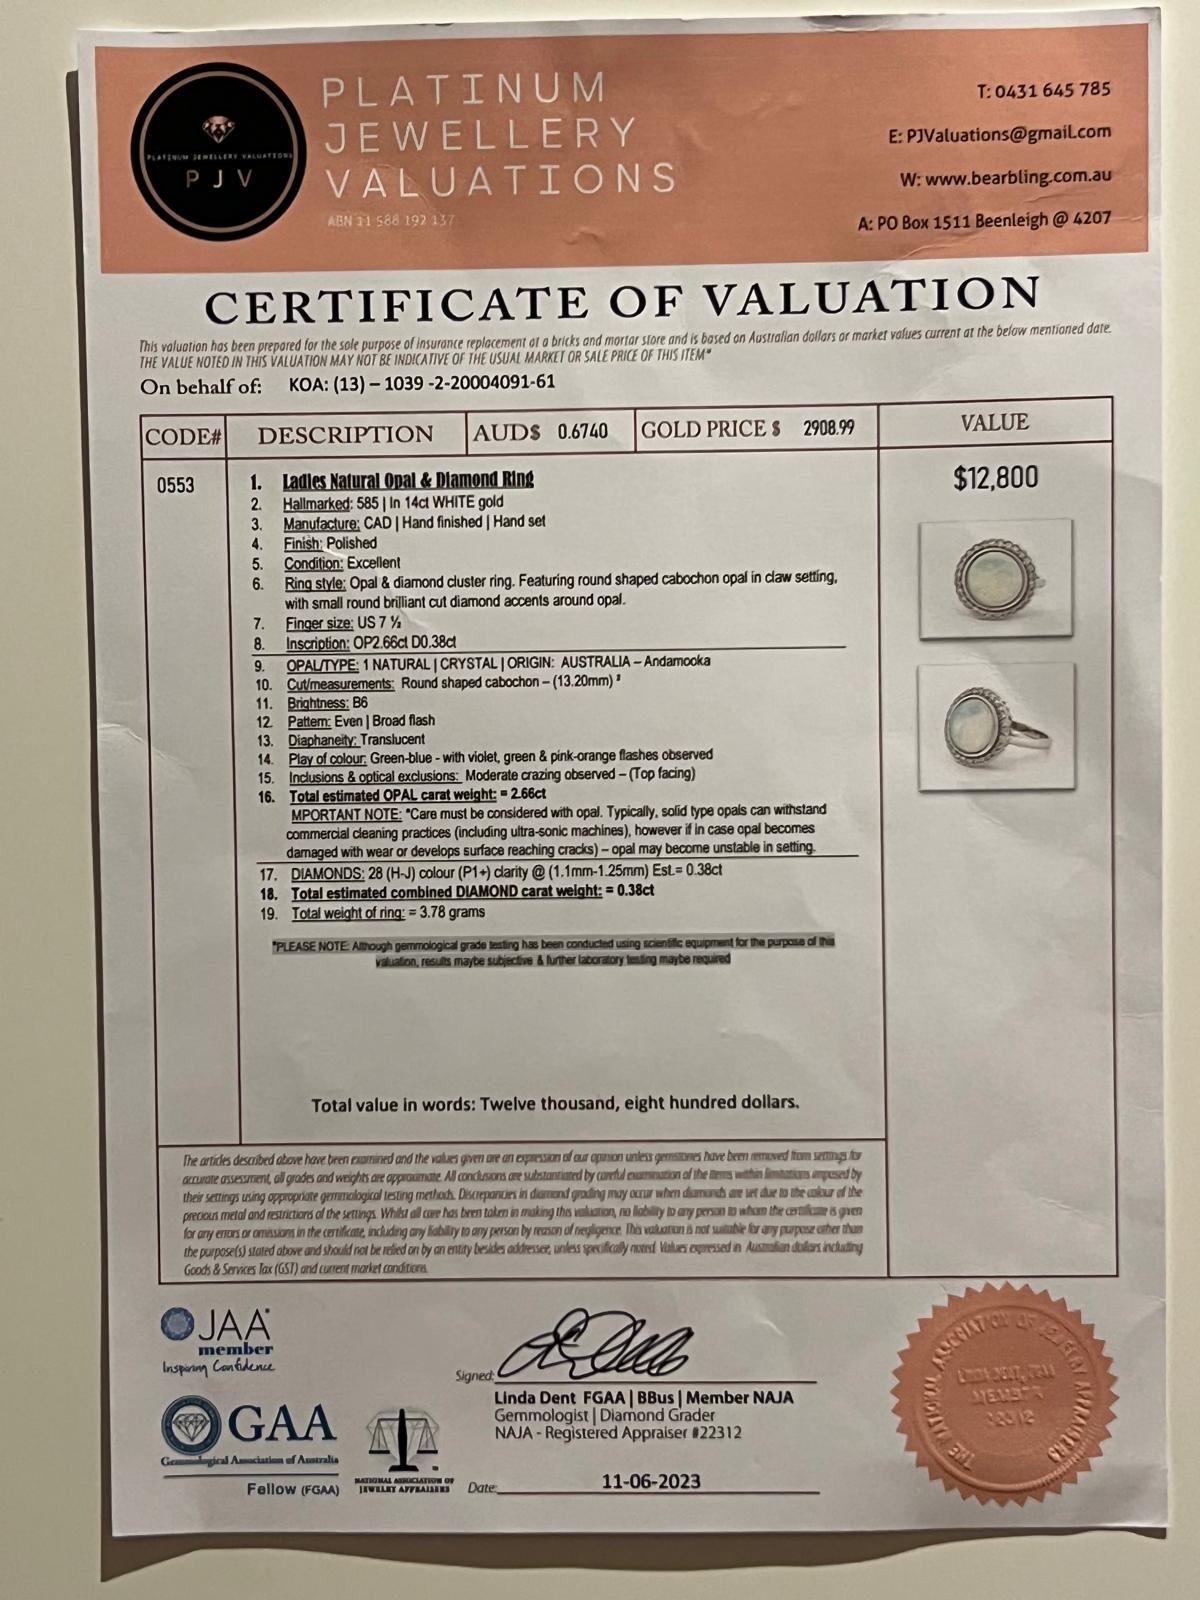 PLATINUM
JEWELLERY
VALUATIONS
ABN 11 588 192 137
PLATINUM JEWELLERY VALUATIONS
PJV
T: 0431 645 785
E: PJValuations@gmail.com
W: www.bearbling.com.au
A: PO Box 1511 Beenleigh @ 4207
CERTIFICATE OF VALUATION
This valuation has been prepared for the sole purpose of insurance replacement at a bricks and mortar store and is based on Australian dollars or market values current at the below mentioned date.
THE VALUE NOTED IN THIS VALUATION MAY NOT BE INDICATIVE OF THE USUAL MARKET OR SALE PRICE OF THIS ITEM*
On behalf of: KOA: (13) – 1039 -2-20004091-61
CODE# DESCRIPTION AUD$ 0.6740 GOLD PRICE $ 2908.99 VALUE
0553
$12,800
1. Ladies Natural Opal & Diamond Ring
2. Hallmarked: 585 | In 14ct WHITE gold
3. Manufacture: CAD | Hand finished | Hand set
4. Finish: Polished
5. Condition: Excellent
6. Ring style: Opal & diamond cluster ring. Featuring round shaped cabochon opal in claw setting,
with small round brilliant cut diamond accents around opal.
7. Finger size: US 7 ½
8. Inscription: OP2.66ct D0.38ct
9. OPAL/TYPE: 1 NATURAL | CRYSTAL | ORIGIN: AUSTRALIA – Andamooka
10. Cut/measurements: Round shaped cabochon – (13.20mm) ³
11. Brightness: B6
12. Pattern: Even | Broad flash
13. Diaphaneity: Translucent
14. Play of colour: Green-blue - with violet, green & pink-orange flashes observed
15. Inclusions & optical exclusions: Moderate crazing observed – (Top facing)
16. Total estimated OPAL carat weight: = 2.66ct
MPORTANT NOTE: *Care must be considered with opal. Typically, solid type opals can withstand
commercial cleaning practices (including ultra-sonic machines), however if in case opal becomes
damaged with wear or develops surface reaching cracks) – opal may become unstable in setting.
17. DIAMONDS: 28 (H-J) colour (P1+) clarity @ (1.1mm-1.25mm) Est.= 0.38ct
18. Total estimated combined DIAMOND carat weight: = 0.38ct
19. Total weight of ring: = 3.78 grams
*PLEASE NOTE: Although gemmological grade testing has been conducted using scientific equipment for the purpose of this
valuation, results maybe subjective & further laboratory testing maybe required
Total value in words: Twelve thousand, eight hundred dollars.
The articles described above have been examined and the values given are an expression of our opinion unless gemstones have been removed from settings for
accurate assessment, all grades and weights are approximate. All conclusions are substantiated by careful examination of the items within limitations imposed by
their settings using appropriate gemmological testing methods. Discrepancies in diamond grading may occur when diamonds are set due to the colour of the
precious metal and restrictions of the settings. Whilst all care has been taken in making this valuation, no liability to any person to whom the certificate is given
for any errors or omissions in the certificate, including any liability to any person by reason of negligence. This valuation is not suitable for any purpose other than
the purpose(s) stated above and should not be relied on by an entity besides addressee, unless specifically noted. Values expressed in Australian dollars including
Goods & Services Tax (GST) and current market conditions.
JAA
member
Inspiring Confidence
GAA
Gemmological Association of Australia
Fellow (FGAA)
NATIONAL ASSOCIATION OF
JEWELRY APPRAISERS
Signed:
Linda Dent FGAA | BBus | Member NAJA
Gemmologist | Diamond Grader
NAJA - Registered Appraiser #22312
Date: 11-06-2023
THE NATIONAL ASSOCIATION OF JEWELRY APPRAISERS
LINDA DENT, FGAA
MEMBER
22312